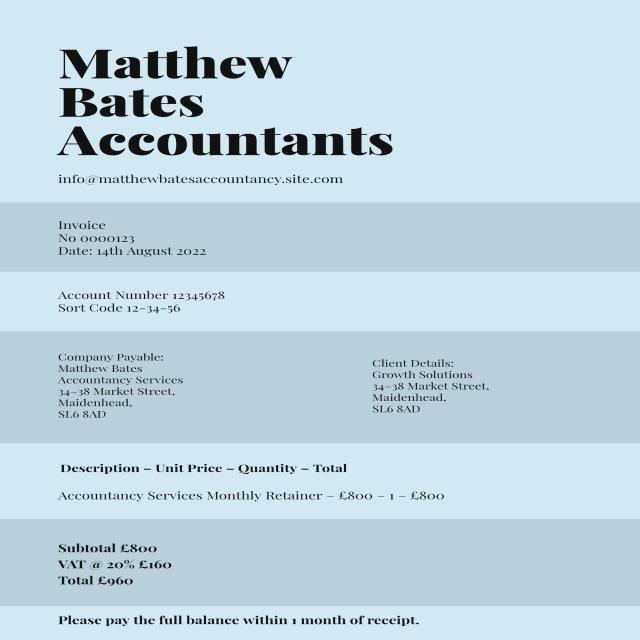 Matthew
Bates
Accountants
info@matthewbatesaccountancy.site.com
Invoice
No 0000123
Date: 14th August 2022
Account Number 12345678
Sort Code 12-34-56
Company Payable:
Matthew Bates
Accountancy Services
34–38 Market Street,
Maidenhead,
SL6 8AD
Client Details:
Growth Solutions
34–38 Market Street,
Maidenhead,
SL6 8AD
Description – Unit Price – Quantity – Total
Accountancy Services Monthly Retainer – £800 – 1 – £800
Subtotal £800
VAT @ 20% £160
Total £960
Please pay the full balance within 1 month of receipt.